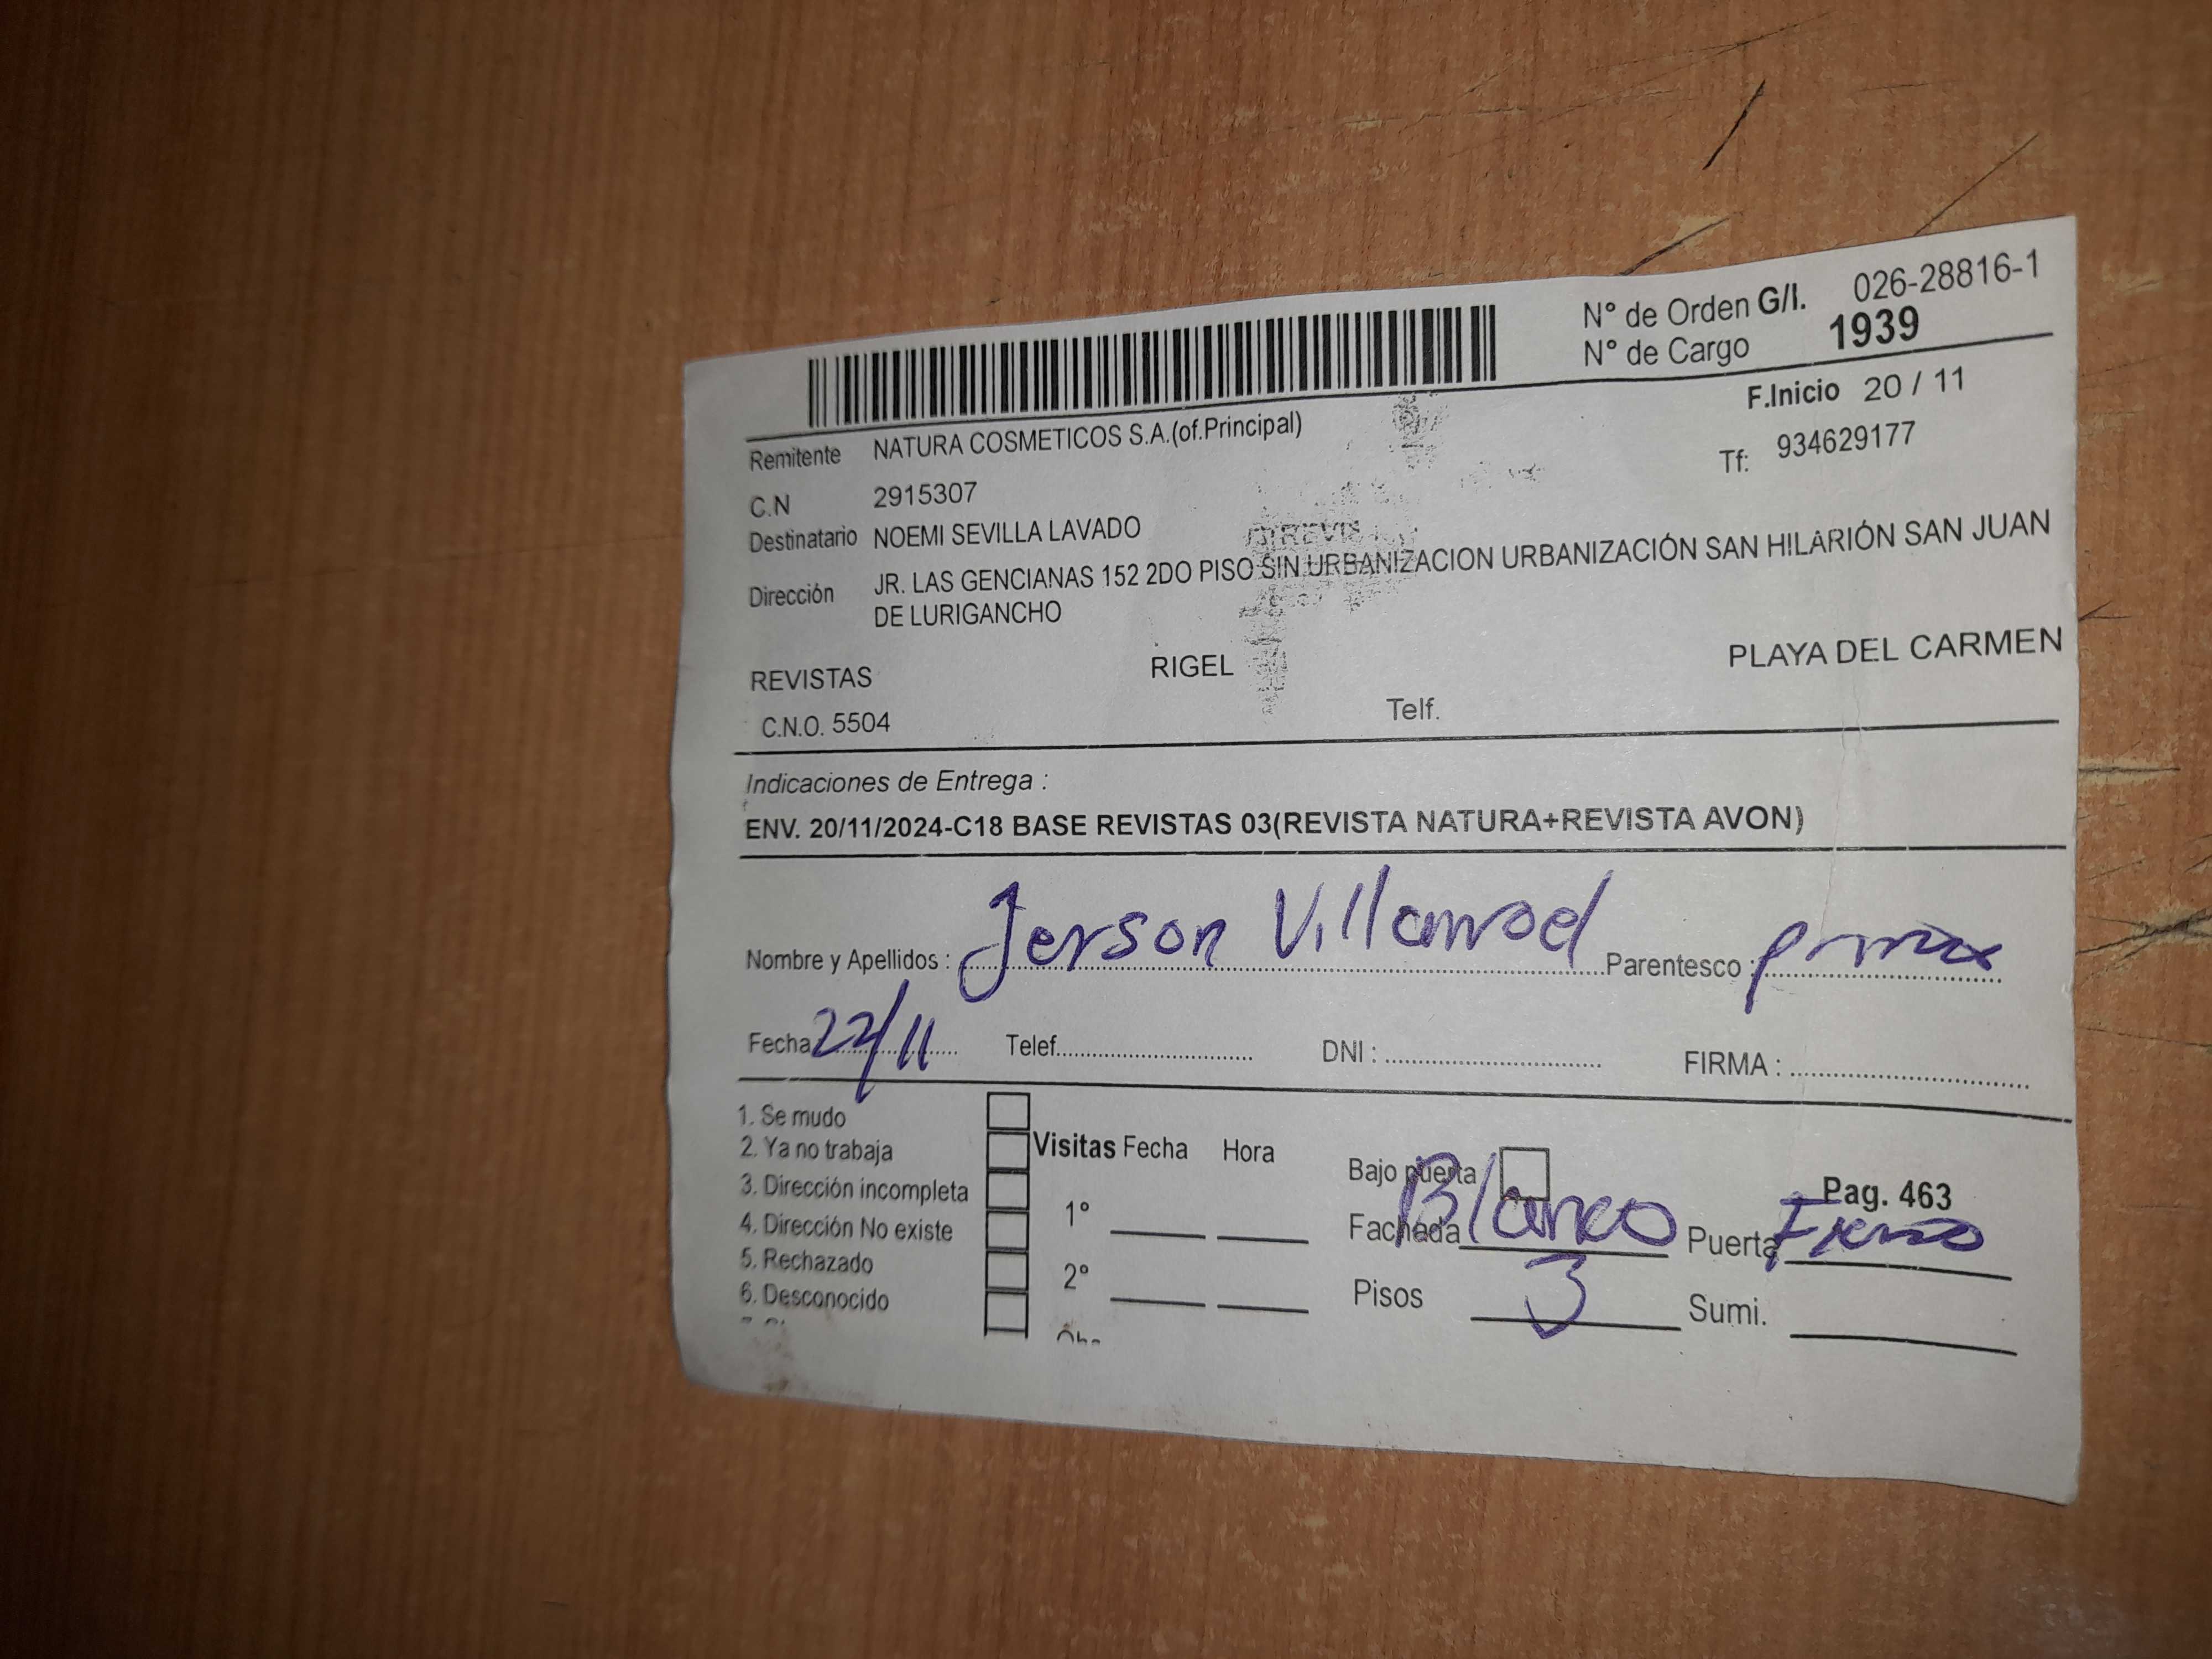 N° de Orden G/I. 026-28816-1
N° de Cargo 1939
F.Inicio 20 / 11
Remitente NATURA COSMETICOS S.A.(of.Principal)
Tf: 934629177
C.N 2915307
Destinatario NOEMI SEVILLA LAVADO
Dirección JR. LAS GENCIANAS 152 2DO PISO SIN URBANIZACION URBANIZACIÓN SAN HILARIÓN SAN JUAN
DE LURIGANCHO
REVISTAS RIGEL PLAYA DEL CARMEN
C.N.O. 5504 Telf.
Indicaciones de Entrega :
ENV. 20/11/2024-C18 BASE REVISTAS 03(REVISTA NATURA+REVISTA AVON)
Nombre y Apellidos : Jerson Villarroel Parentesco :
Fecha 22/11 Telef. DNI : FIRMA :
1. Se mudo
2. Ya no trabaja
3. Dirección incompleta
4. Dirección No existe
5. Rechazado
6. Desconocido
Visitas Fecha Hora
1°
2°
Bajo puerta
Pag. 463
Fachada Blanco Puerta Fierro
Pisos 3 Sumi.